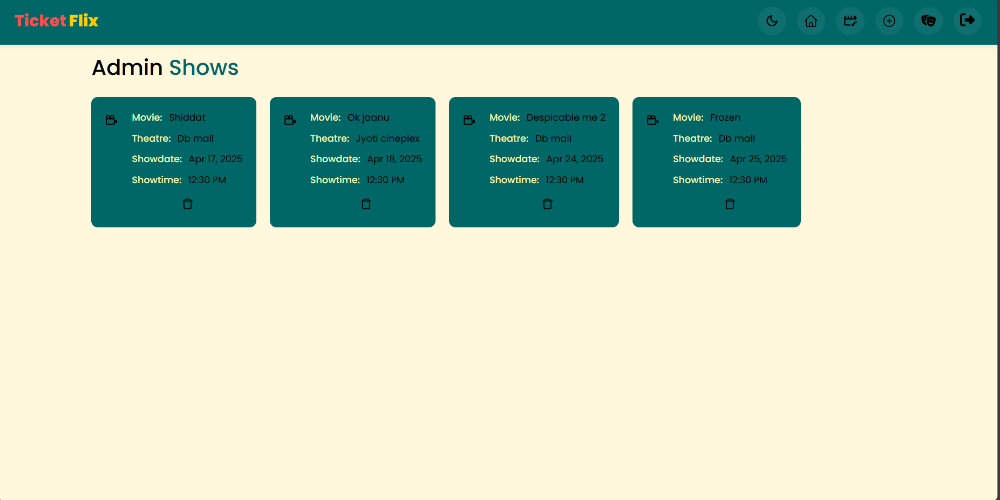 Ticket Flix
Admin Shows
Movie: Shiddat
Theatre: Db mall
Showdate: Apr 17, 2025
Showtime: 12:30 PM
Movie: Ok jaanu
Theatre: Jyoti cineplex
Showdate: Apr 18, 2025
Showtime: 12:30 PM
Movie: Despicable me 2
Theatre: Db mall
Showdate: Apr 24, 2025
Showtime: 12:30 PM
Movie: Frozen
Theatre: Db mall
Showdate: Apr 25, 2025
Showtime: 12:30 PM